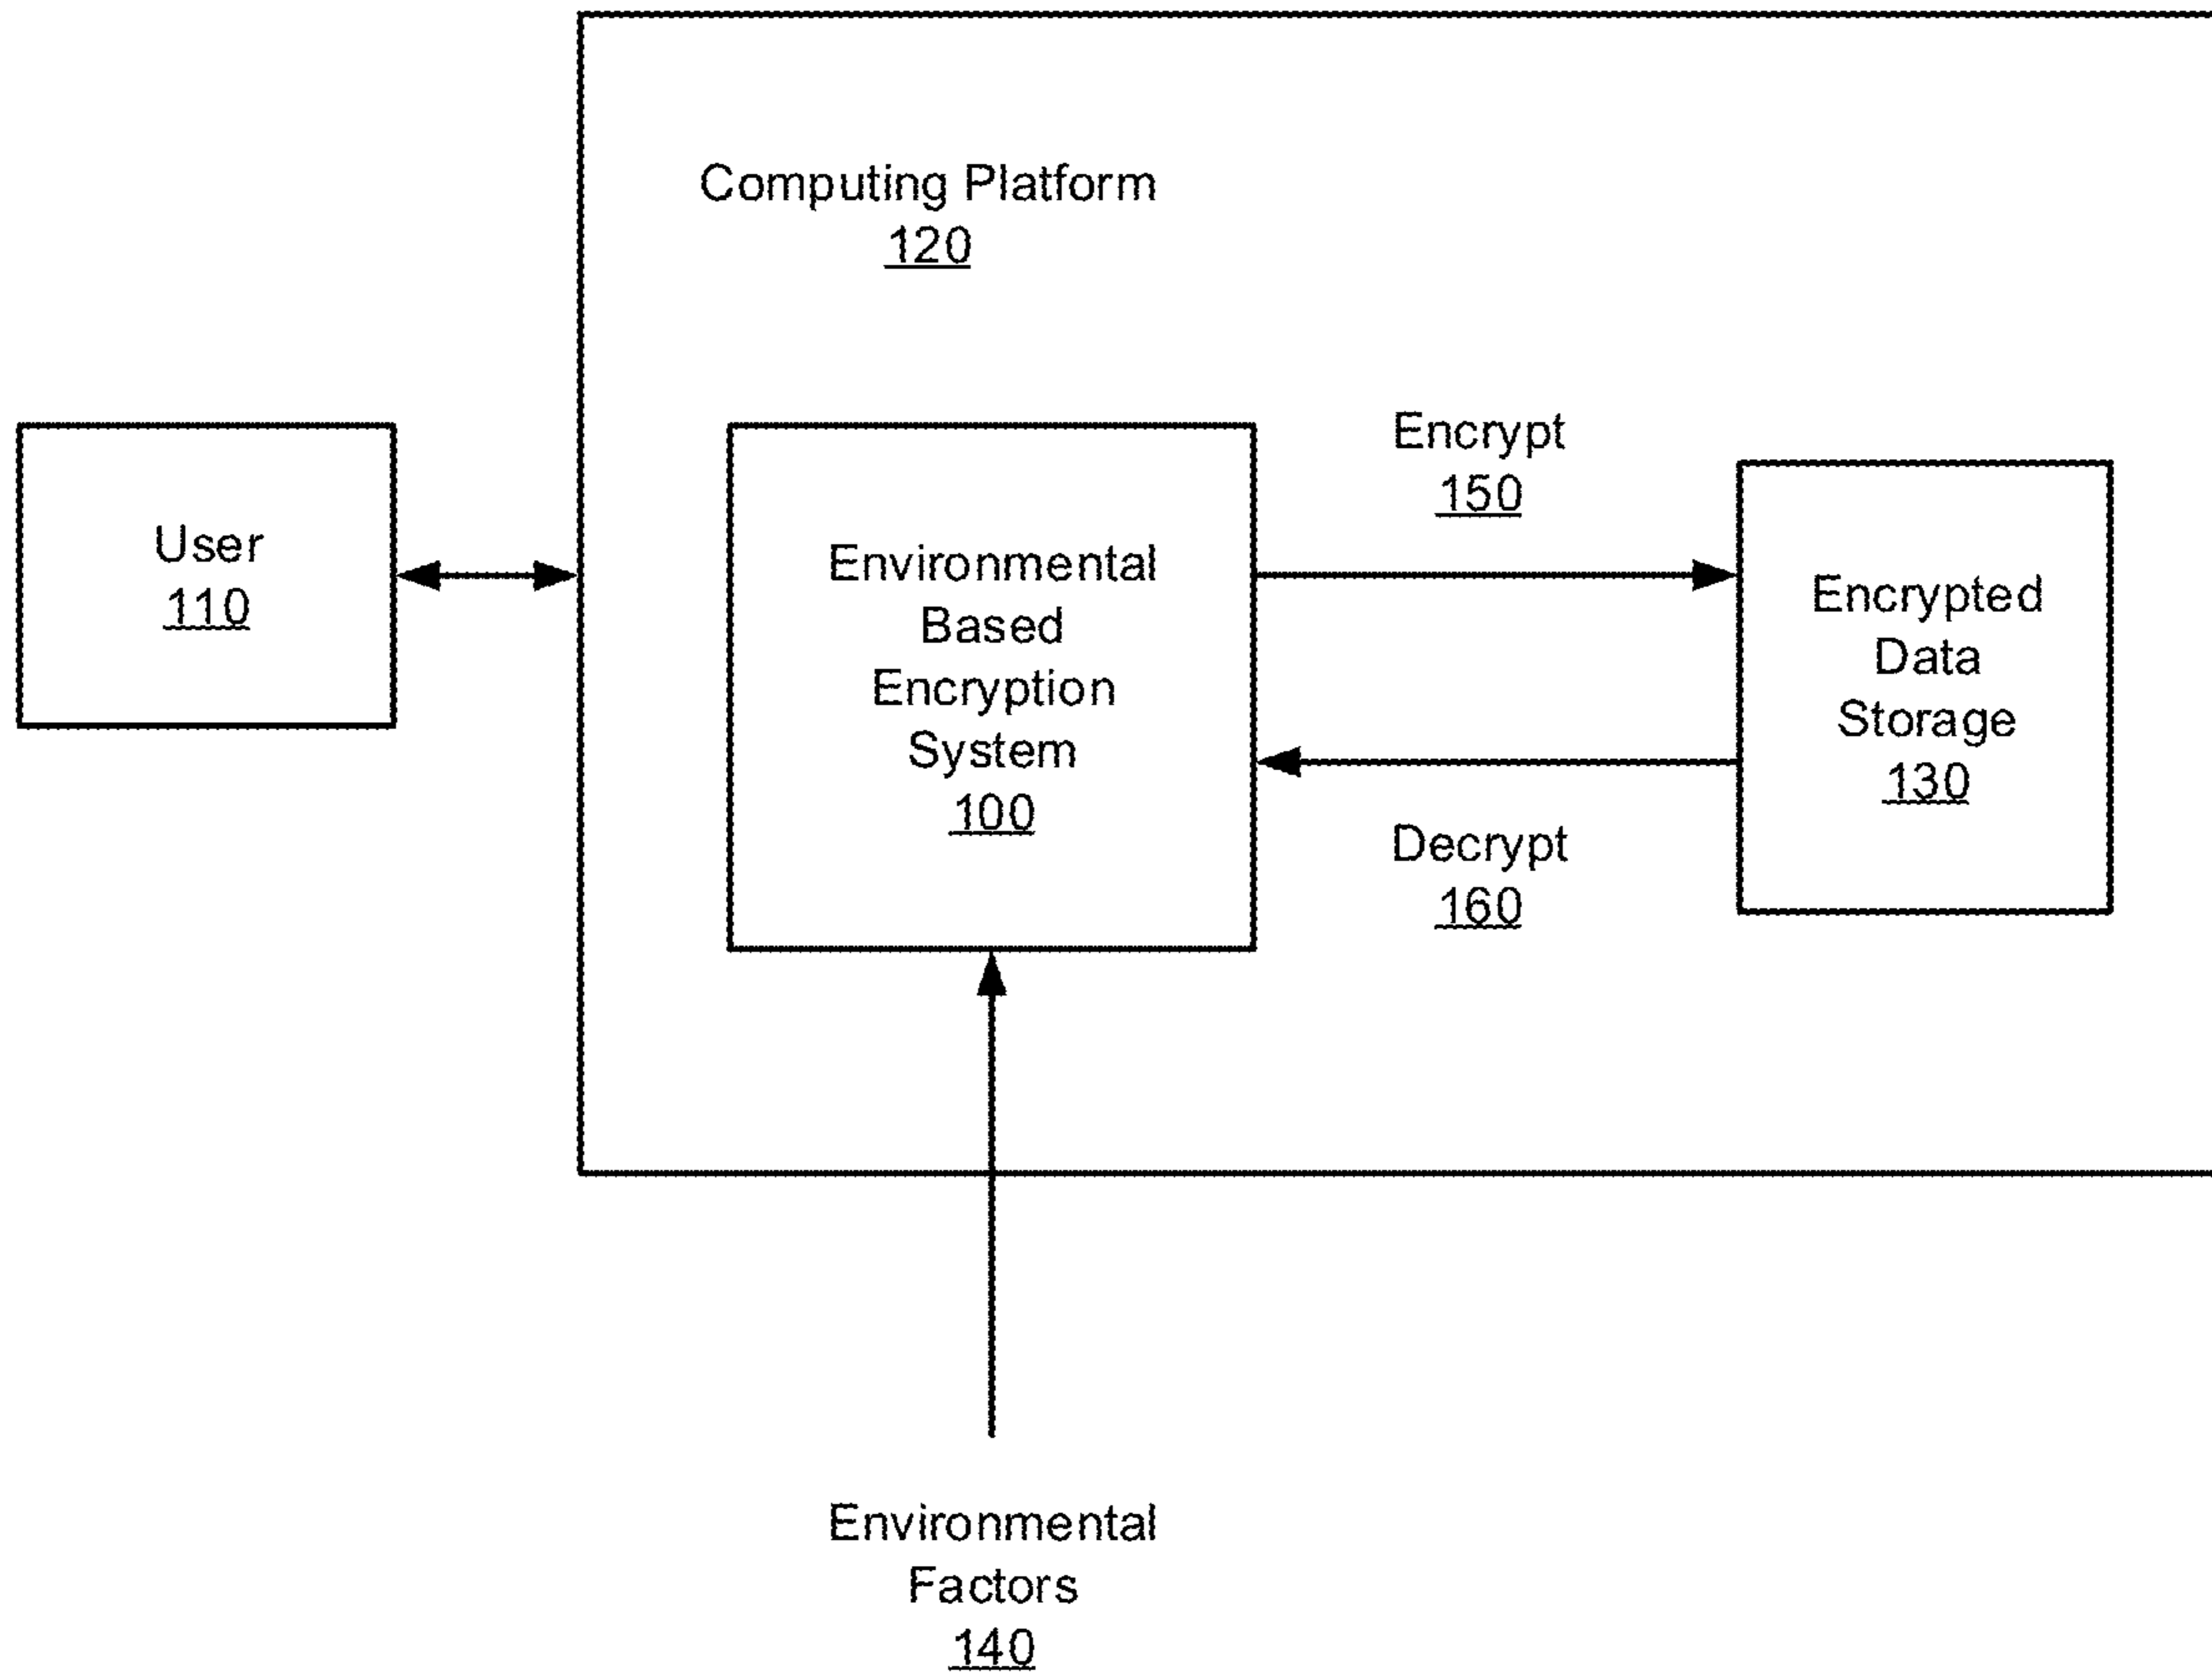 Computing Platform
120
User
110
Environmental
Based
Encryption
System
100
Encrypt
150
Decrypt
160
Encrypted
Data
Storage
130
Environmental
Factors
140